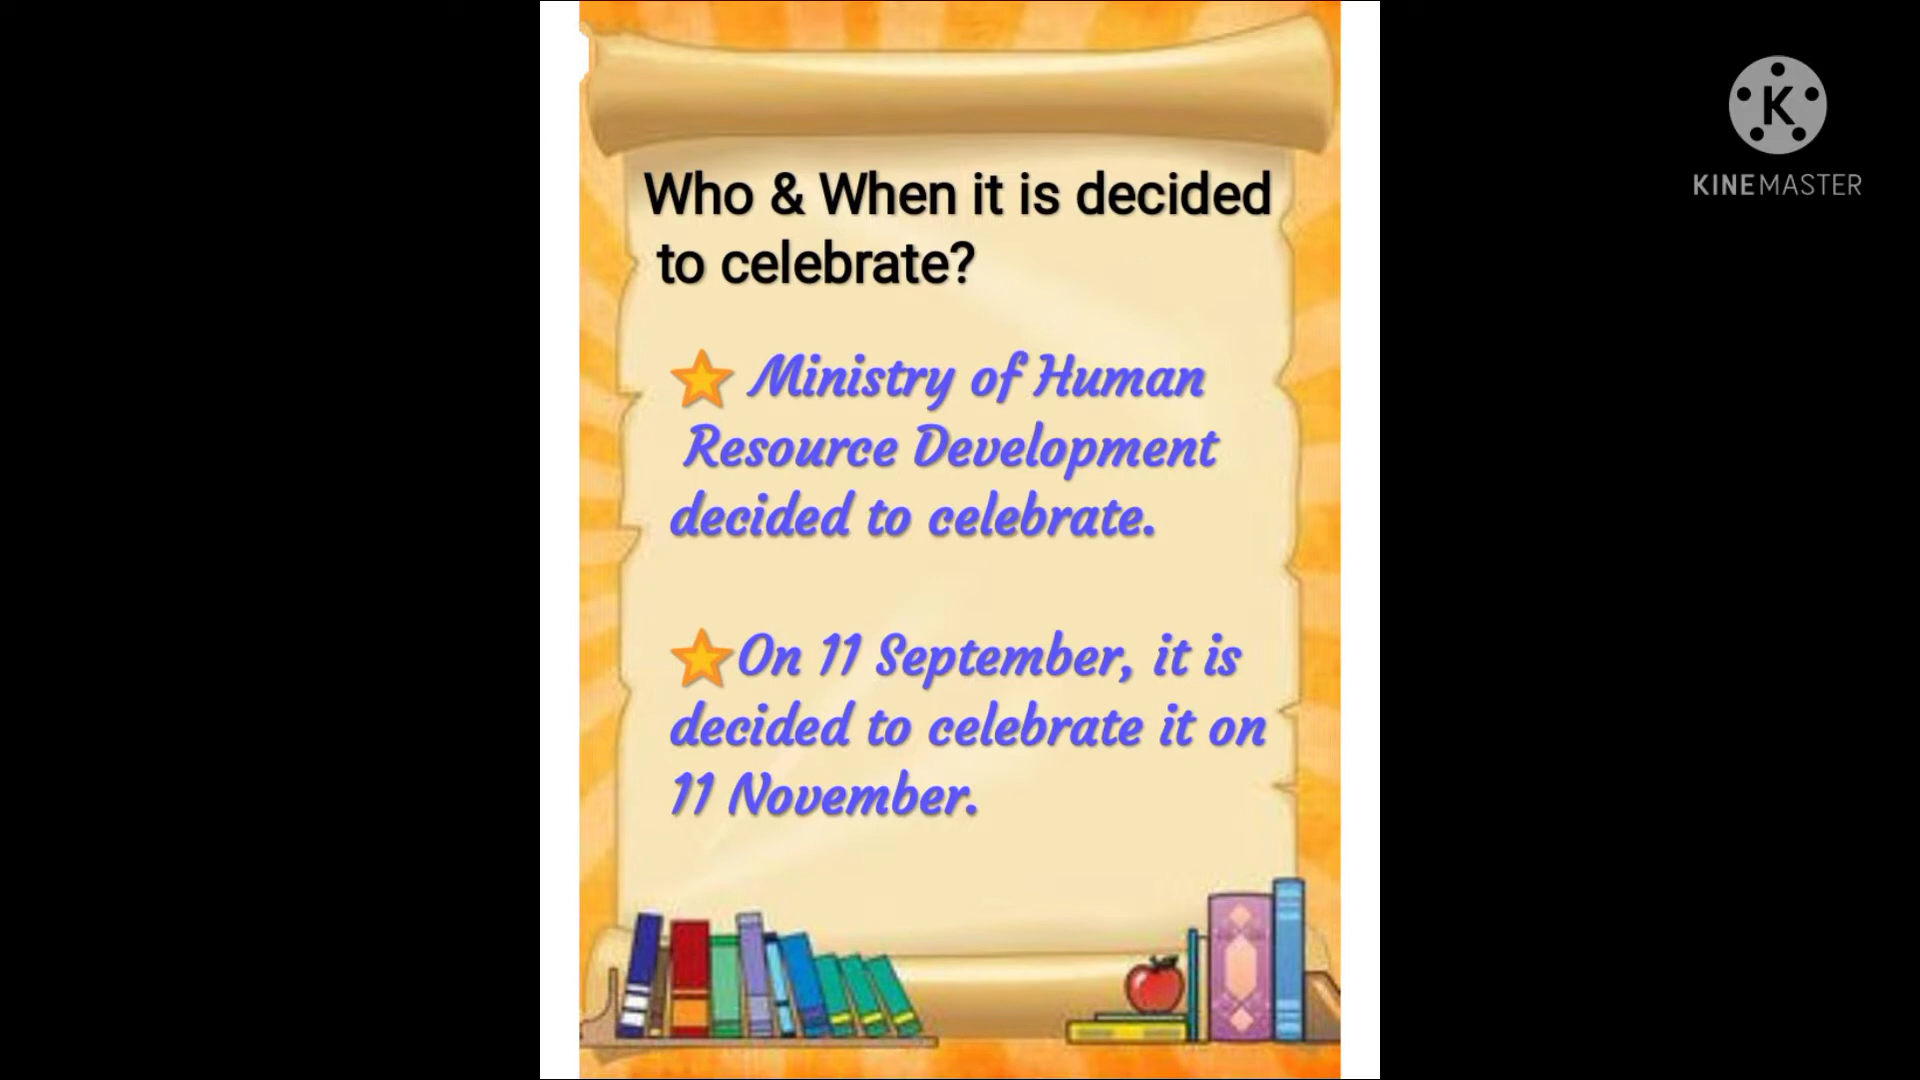 Who & When it is decided
to celebrate?
Ministry of Human
Resource Development
decided to celebrate.
On 11 September, it is
decided to celebrate it on
11 November.
K
KINEMASTER